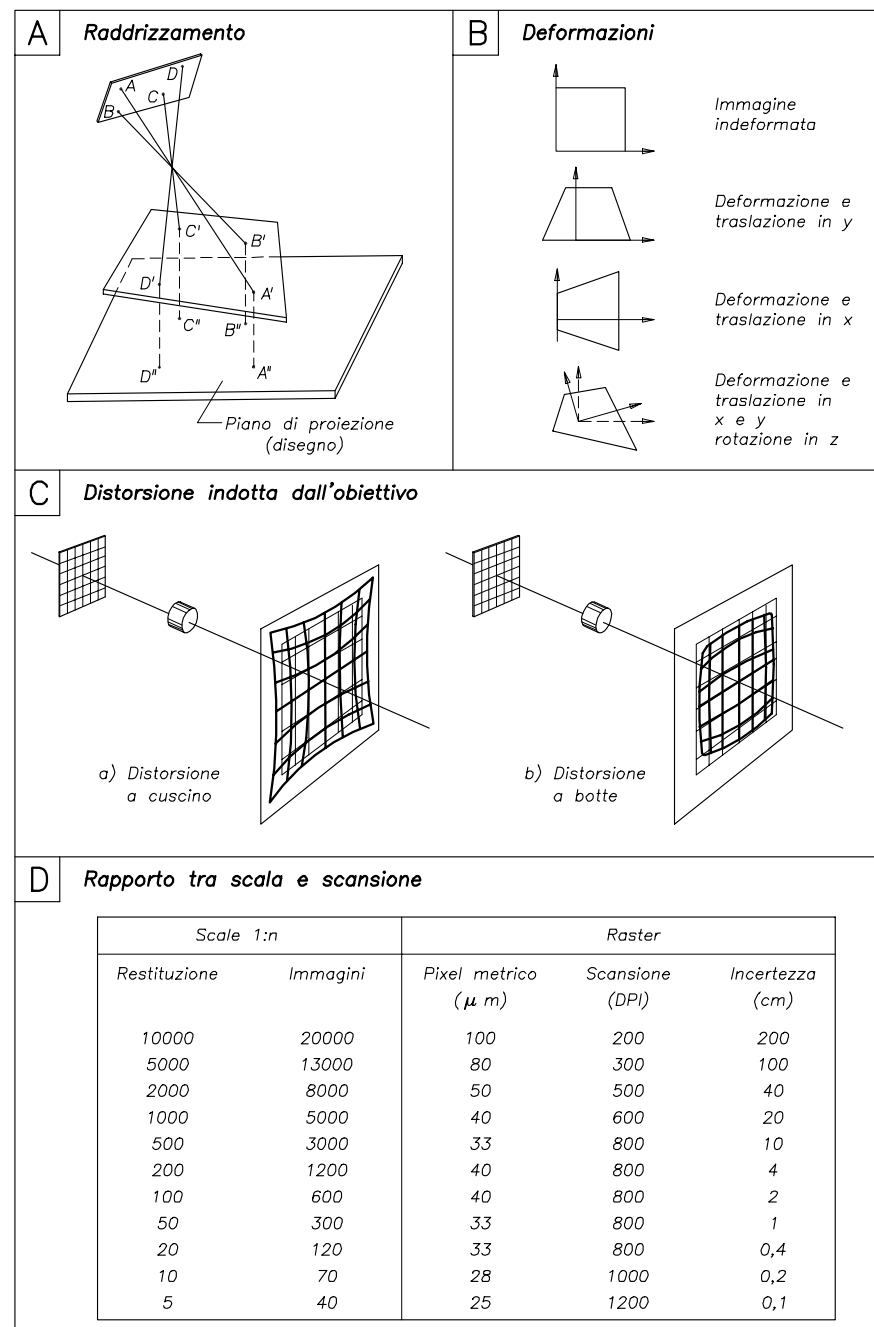 A Raddrizzamento
A
B
C
D
C'
B'
D'
A'
C"
B"
D"
A"
Piano di proiezione
(disegno)
B Deformazioni
Immagine
indeformata
Deformazione e
traslazione in y
Deformazione e
traslazione in x
Deformazione e
traslazione in
x e y
rotazione in z
C Distorsione indotta dall'obiettivo
a) Distorsione
a cuscino
b) Distorsione
a botte
D Rapporto tra scala e scansione
Scale 1:n Raster
Restituzione Immagini Pixel metrico Scansione Incertezza
(μ m) (DPI) (cm)
10000 20000 100 200 200
5000 13000 80 300 100
2000 8000 50 500 40
1000 5000 40 600 20
500 3000 33 800 10
200 1200 40 800 4
100 600 40 800 2
50 300 33 800 1
20 120 33 800 0,4
10 70 28 1000 0,2
5 40 25 1200 0,1